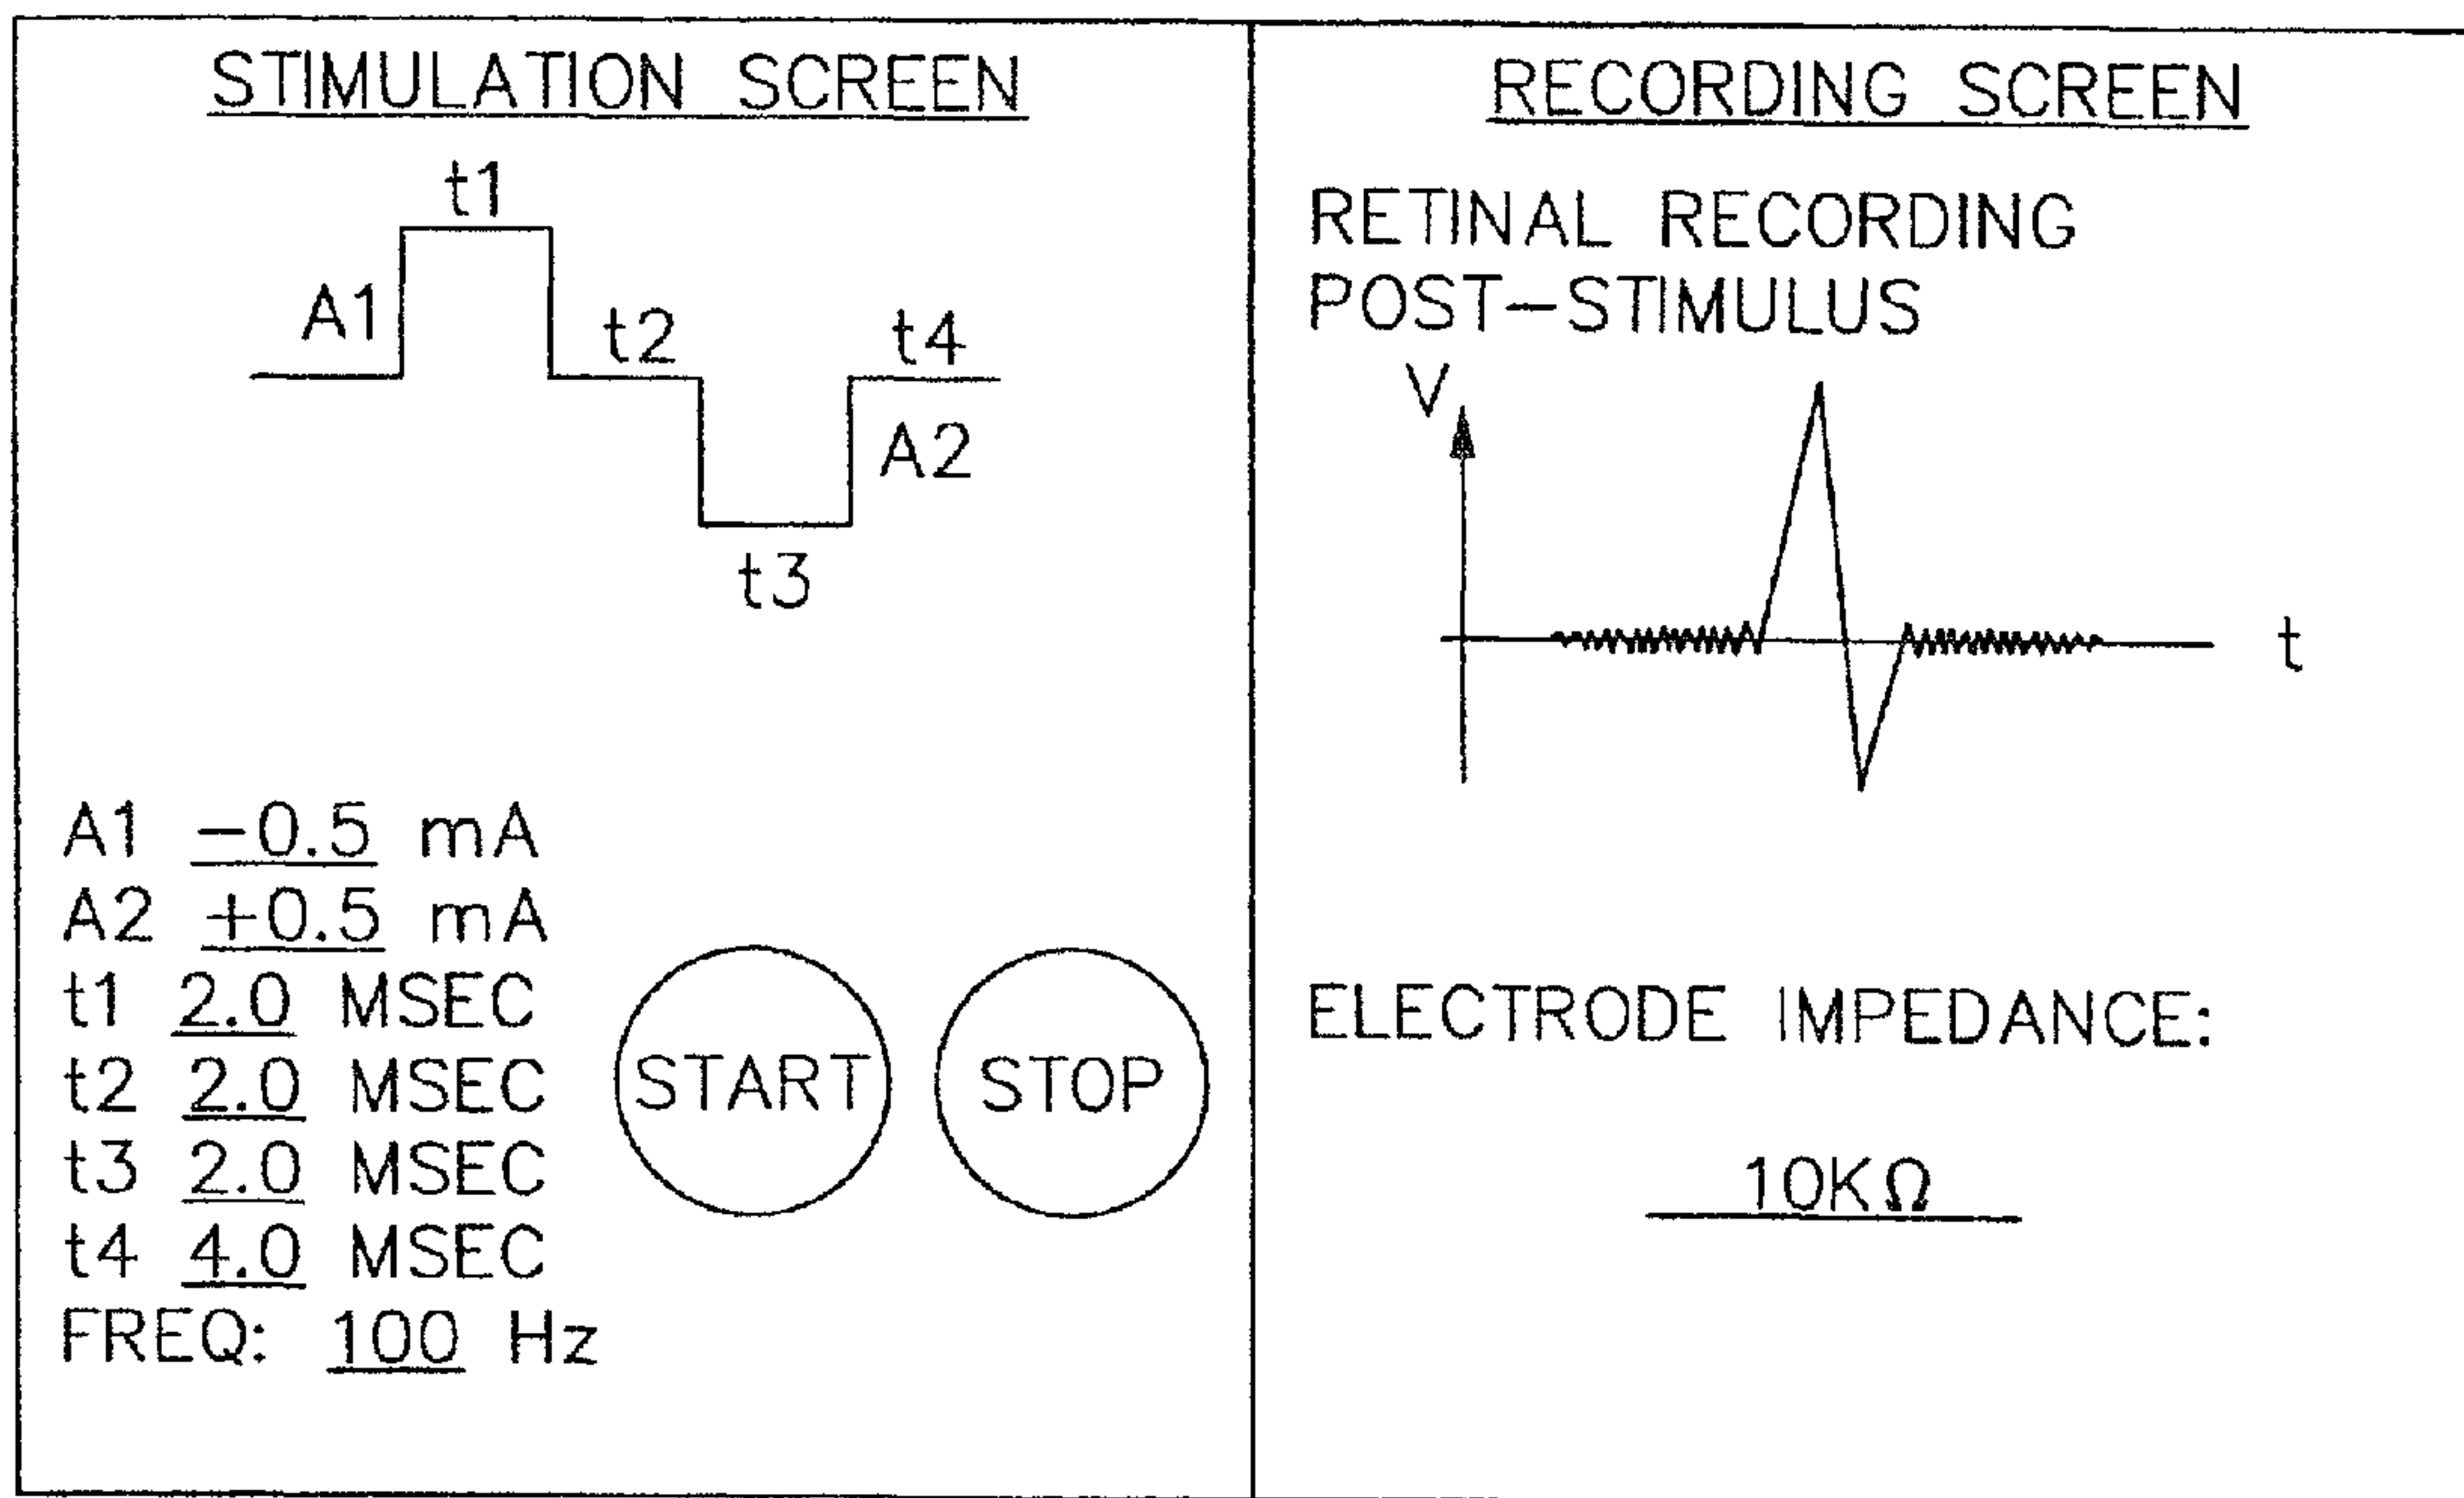 STIMULATION SCREEN
t1
A1
t2
t4
A2
t3
A1 -0.5 mA
A2 +0.5 mA
t1 2.0 MSEC
t2 2.0 MSEC
t3 2.0 MSEC
t4 4.0 MSEC
FREQ: 100 Hz
START
STOP
RECORDING SCREEN
RETINAL RECORDING
POST-STIMULUS
V
t
ELECTRODE IMPEDANCE:
10KΩ